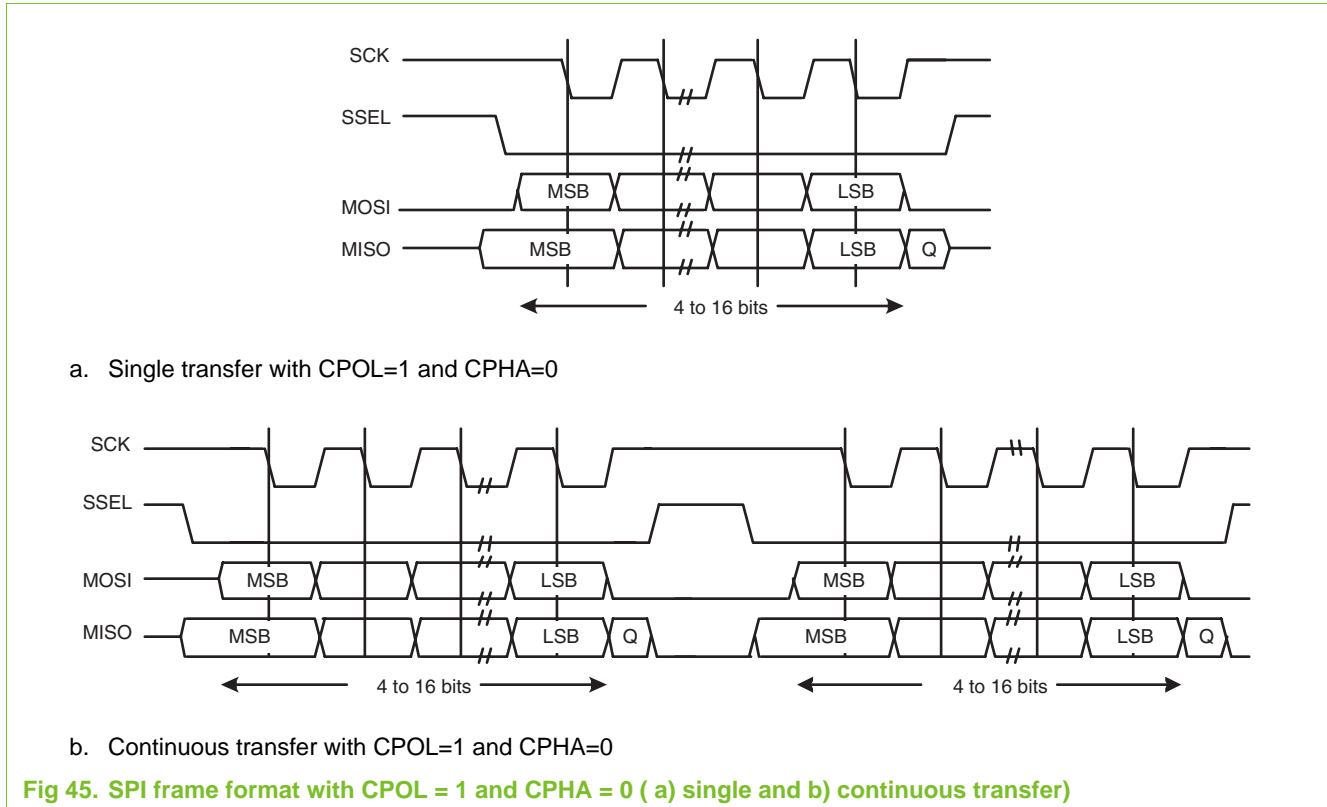 SCK
SSEL
MOSI MSB LSB
MISO MSB LSB Q
4 to 16 bits
a. Single transfer with CPOL=1 and CPHA=0
SCK
SSEL
MOSI MSB LSB MSB LSB
MISO MSB LSB Q MSB LSB Q
4 to 16 bits 4 to 16 bits
b. Continuous transfer with CPOL=1 and CPHA=0
Fig 45. SPI frame format with CPOL = 1 and CPHA = 0 ( a) single and b) continuous transfer)